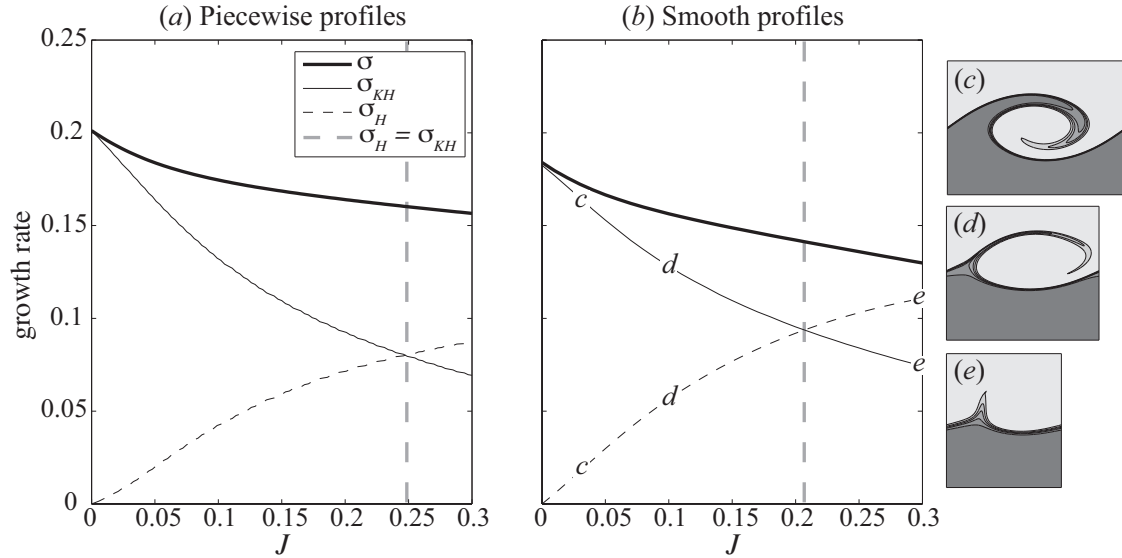 (a) Piecewise profiles
(b) Smooth profiles
growth rate
0.25
0.2
0.15
0.1
0.05
0
σ
σ_KH
σ_H
σ_H = σ_KH
0 0.05 0.1 0.15 0.2 0.25 0.3
J
c
d
e
c
d
e
0 0.05 0.1 0.15 0.2 0.25 0.3
J
(c)
(d)
(e)